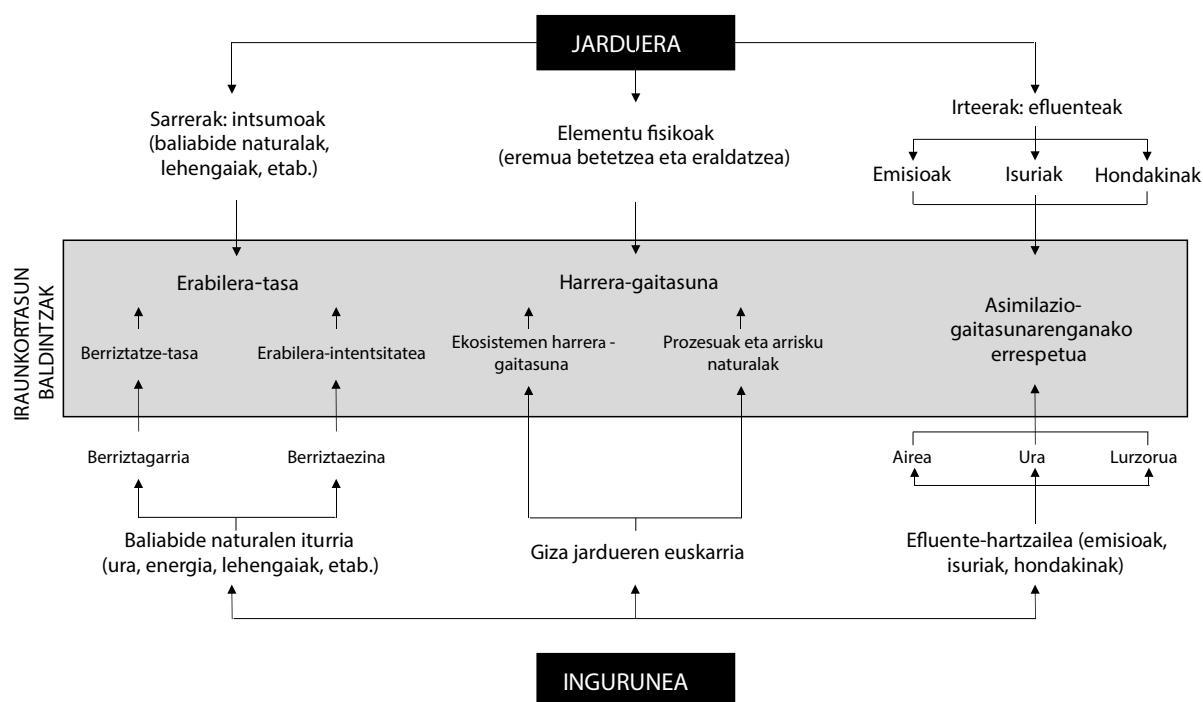 JARDUERA
Sarrerak: intsumoak
(baliabide naturalak,
lehengaiak, etab.)
Elementu fisikoak
(eremua betetzea eta eraldatzea)
Irteerak: efluenteak
Emisioak
Isuriak
Hondakinak
IRAUNKORTASUN
BALDINTZAK
Erabilera-tasa
Harrera-gaitasuna
Asimilazio-
gaitasunarenganako
errespetua
Berriztatze-tasa
Erabilera-intentsitatea
Ekosistemen harrera -
gaitasuna
Prozesuak eta arrisku
naturalak
Berriztagarria
Berriztaezina
Airea
Ura
Lurzorua
Baliabide naturalen iturria
(ura, energia, lehengaiak, etab.)
Giza jardueren euskarria
Efluente-hartzailea (emisioak,
isuriak, hondakinak)
INGURUNEA